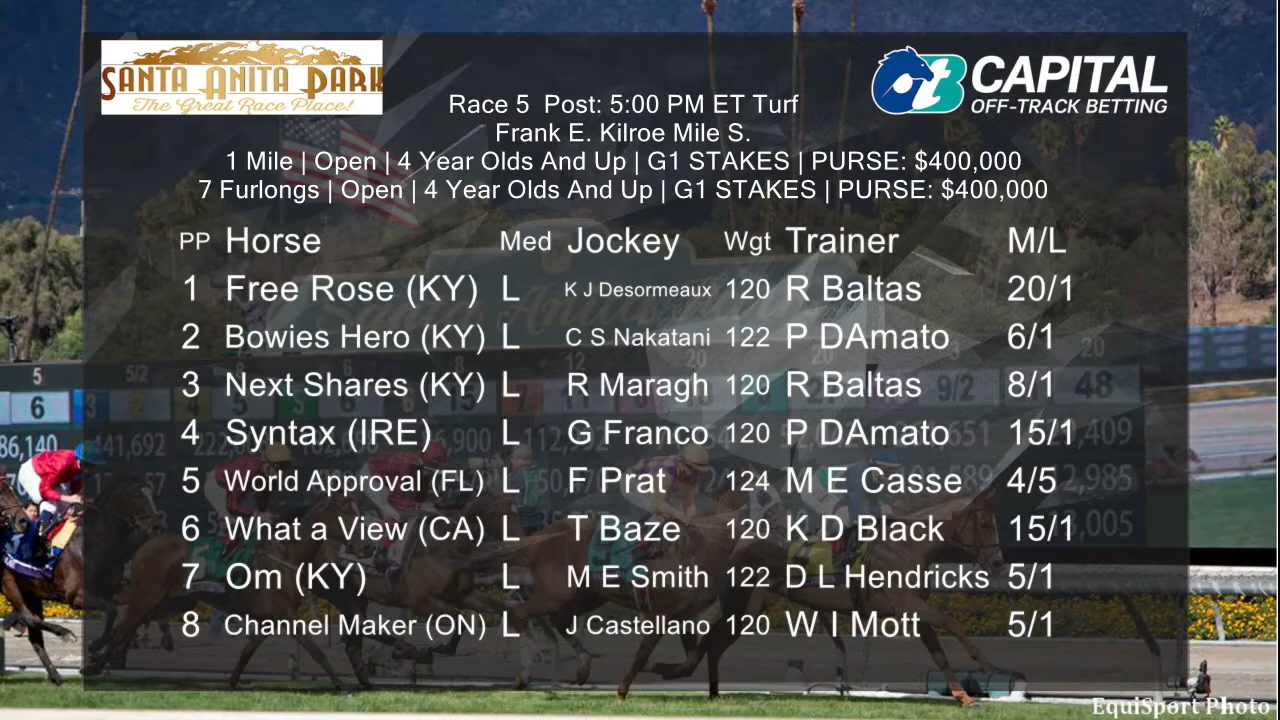 SANTA ANITA PARK
The Great Race Place!
CAPITAL
OFF-TRACK BETTING
Race 5 Post: 5:00 PM ET Turf
Frank E. Kilroe Mile S.
1 Mile | Open | 4 Year Olds And Up | G1 STAKES | PURSE: $400,000
7 Furlongs | Open | 4 Year Olds And Up | G1 STAKES | PURSE: $400,000
PP Horse Med Jockey Wgt Trainer M/L
1 Free Rose (KY) L K J Desormeaux 120 R Baltas 20/1
2 Bowies Hero (KY) L C S Nakatani 122 P DAmato 6/1
3 Next Shares (KY) L R Maragh 120 R Baltas 8/1
4 Syntax (IRE) L G Franco 120 P DAmato 15/1
5 World Approval (FL) L F Prat 124 M E Casse 4/5
6 What a View (CA) L T Baze 120 K D Black 15/1
7 Om (KY) L M E Smith 122 D L Hendricks 5/1
8 Channel Maker (ON) L J Castellano 120 W I Mott 5/1
5
6
86,140
EquiSport Photo